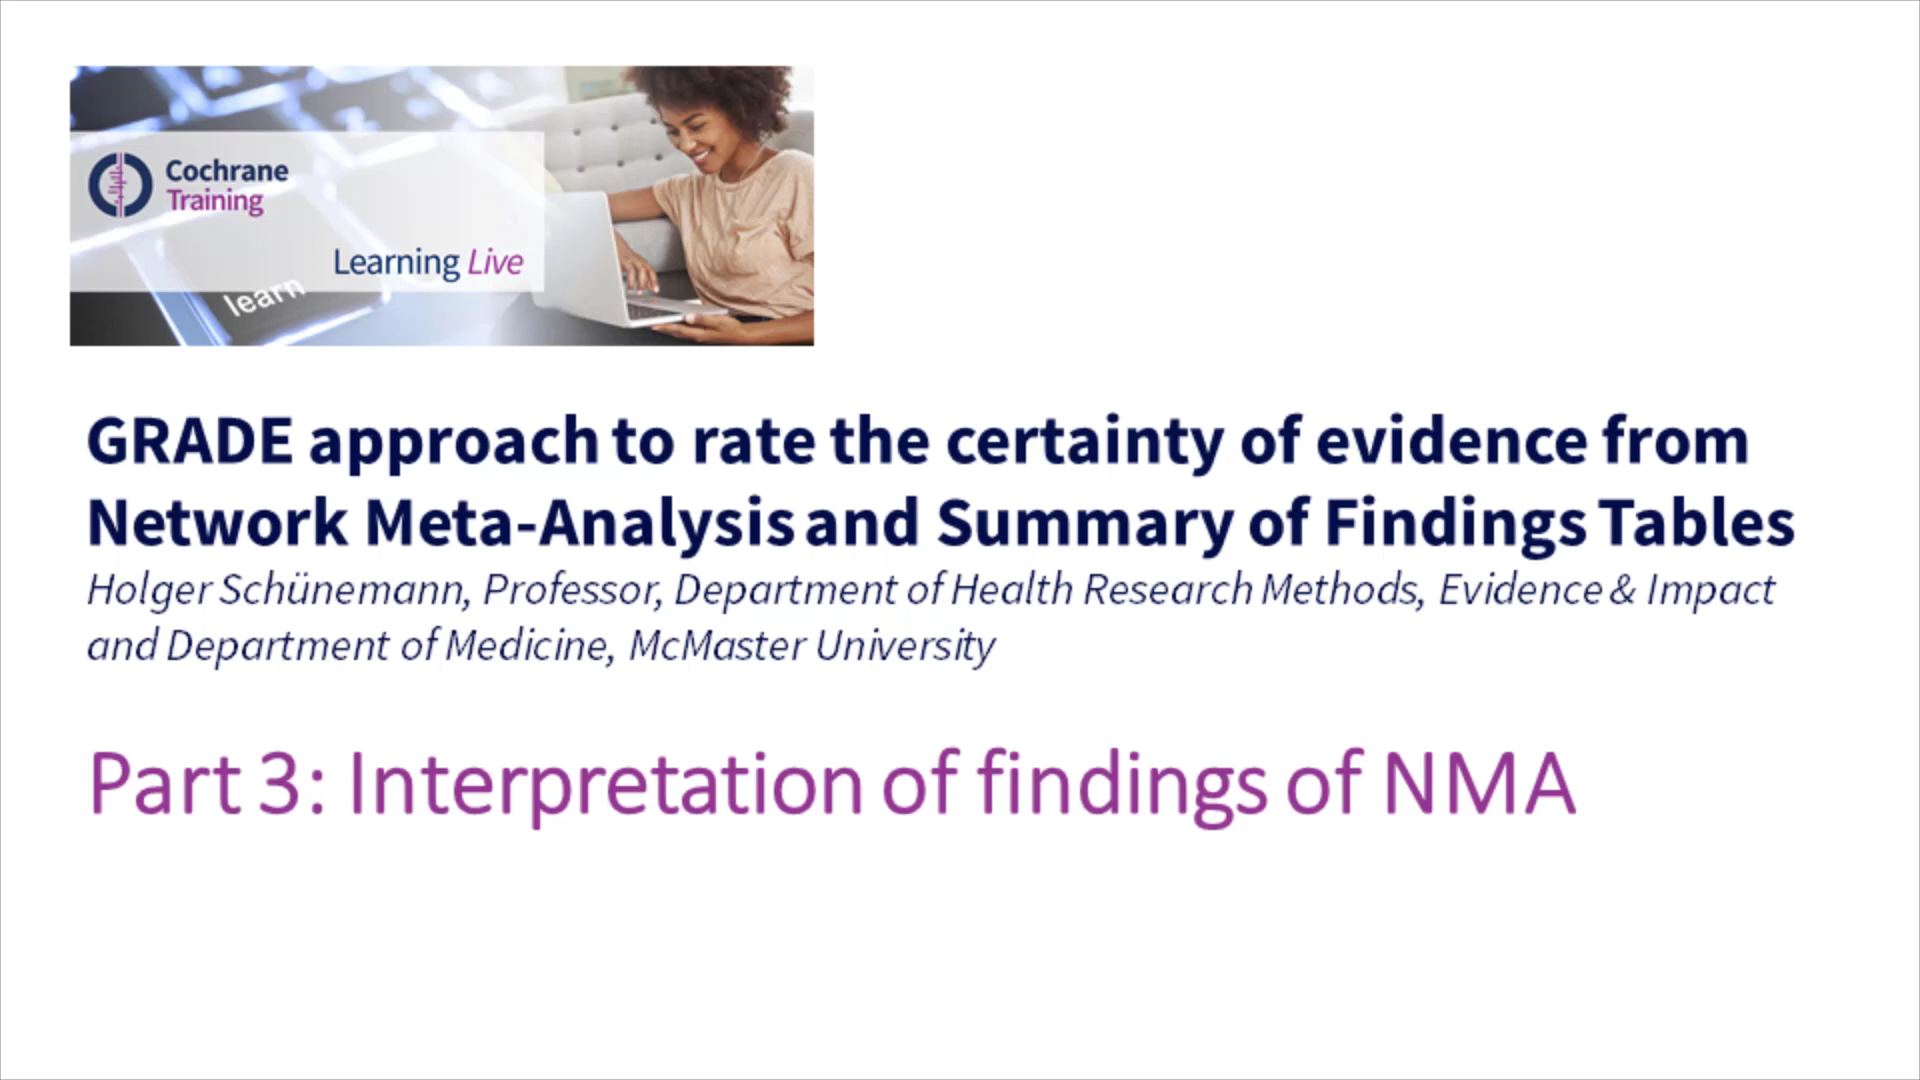 Cochrane
Training
Learning Live
learn
GRADE approach to rate the certainty of evidence from
Network Meta-Analysis and Summary of Findings Tables
Holger Schünemann, Professor, Department of Health Research Methods, Evidence & Impact
and Department of Medicine, McMaster University
Part 3: Interpretation of findings of NMA